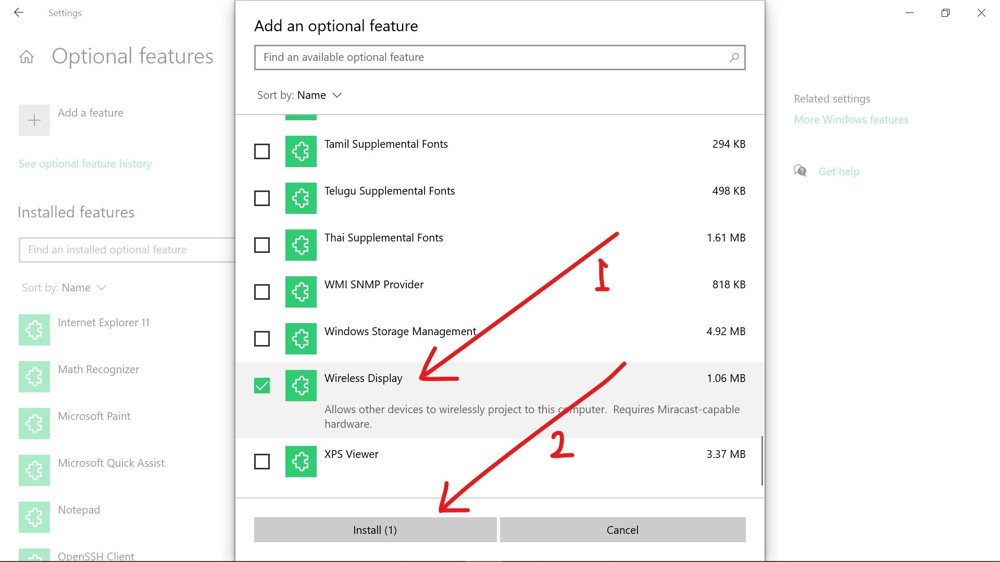 Settings
Optional features
Add a feature
See optional feature history
Installed features
Find an installed optional feature
Sort by: Name
Internet Explorer 11
Math Recognizer
Microsoft Paint
Microsoft Quick Assist
Notepad
OpenSSH Client
Add an optional feature
Find an available optional feature
Sort by: Name
Tamil Supplemental Fonts 294 KB
Telugu Supplemental Fonts 498 KB
Thai Supplemental Fonts 1.61 MB
1
WMI SNMP Provider 818 KB
Windows Storage Management 4.92 MB
Wireless Display 1.06 MB
Allows other devices to wirelessly project to this computer. Requires Miracast-capable
hardware.
2
XPS Viewer 3.37 MB
Install (1) Cancel
Related settings
More Windows features
Get help